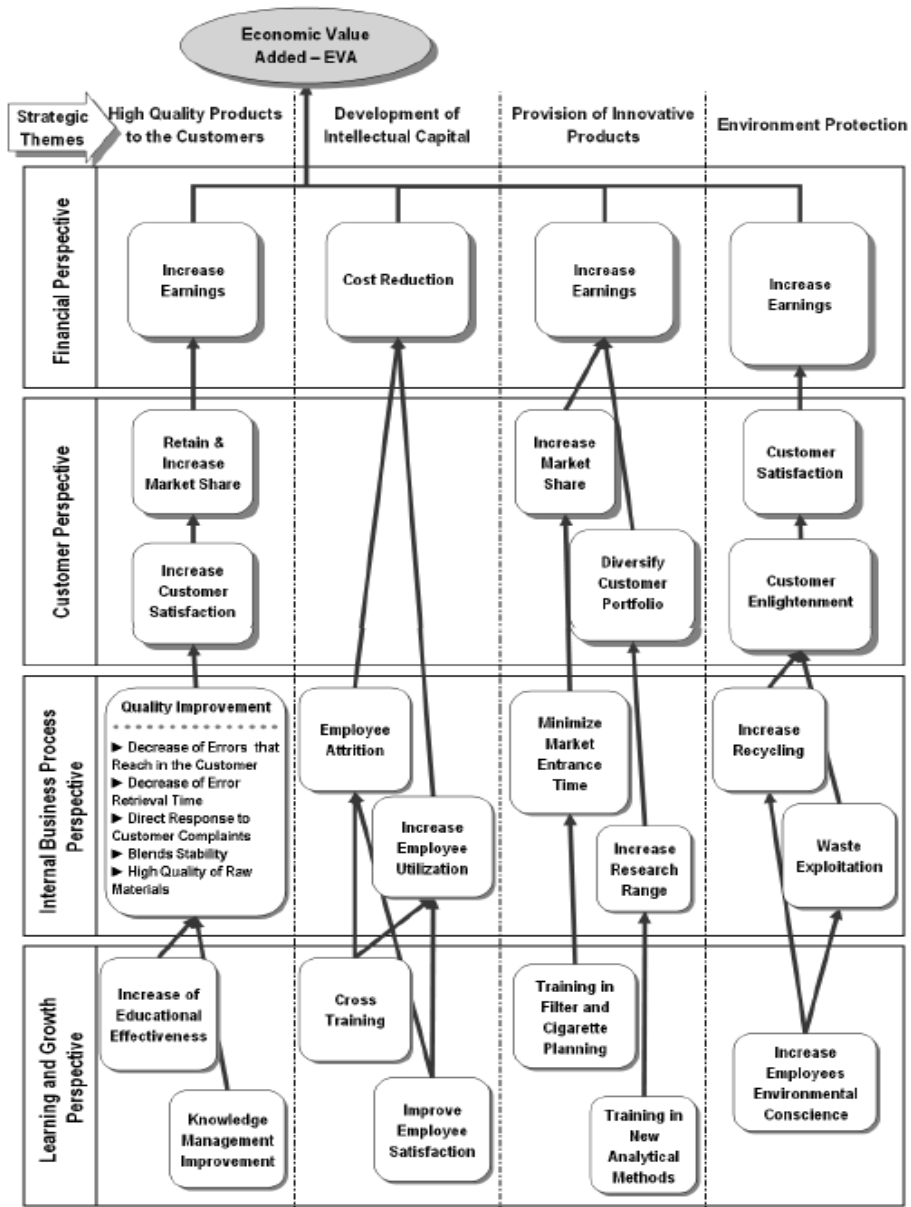 Economic Value
Added – EVA
Strategic
Themes
High Quality Products
to the Customers
Development of
Intellectual Capital
Provision of Innovative
Products
Environment Protection
Financial Perspective
Increase
Earnings
Cost Reduction
Increase
Earnings
Increase
Earnings
Customer Perspective
Retain &
Increase
Market Share
Increase
Market
Share
Customer
Satisfaction
Increase
Customer
Satisfaction
Diversify
Customer
Portfolio
Customer
Enlightenment
Internal Business Process
Perspective
Quality Improvement
► Decrease of Errors that
Reach in the Customer
► Decrease of Error
Retrieval Time
► Direct Response to
Customer Complaints
► Blends Stability
► High Quality of Raw
Materials
Employee
Attrition
Increase Employee
Utilization
Minimize
Market
Entrance
Time
Increase
Research
Range
Increase
Recycling
Waste
Exploitation
Learning and Growth
Perspective
Increase of
Educational
Effectiveness
Knowledge
Management
Improvement
Cross
Training
Improve
Employee
Satisfaction
Training in
Filter and
Cigarette
Planning
Training in
New
Analytical
Methods
Increase
Employees
Environmental
Conscience